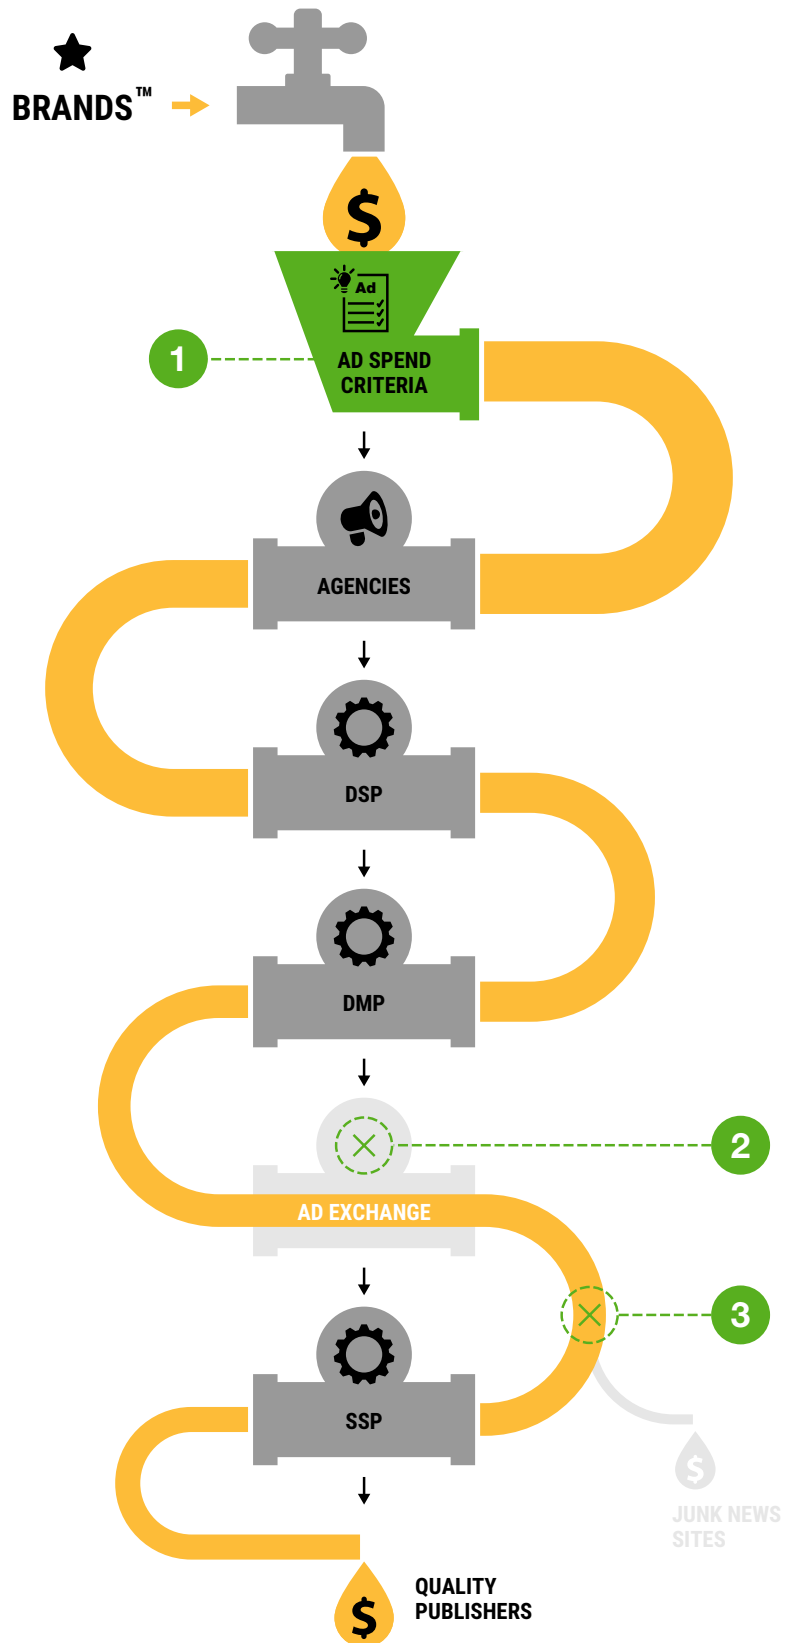 BRANDS™
$
Ad
1
AD SPEND
CRITERIA
AGENCIES
DSP
DMP
2
AD EXCHANGE
3
SSP
$
JUNK NEWS
SITES
QUALITY
PUBLISHERS
$